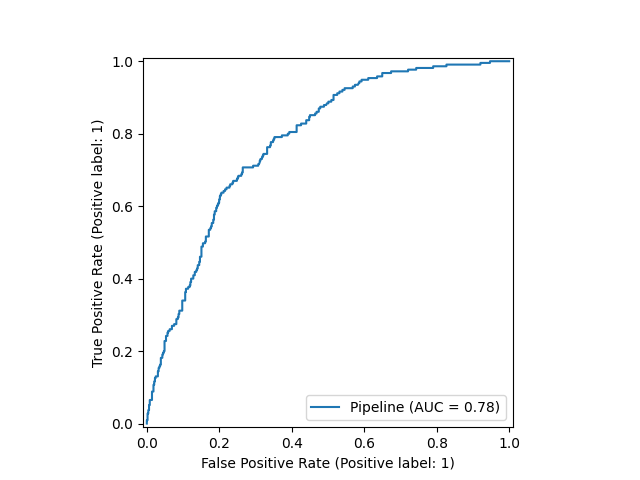 1.0
0.8
0.6
0.4
0.2
0.0
True Positive Rate (Positive label: 1)
Pipeline (AUC = 0.78)
0.0 0.2 0.4 0.6 0.8 1.0
False Positive Rate (Positive label: 1)